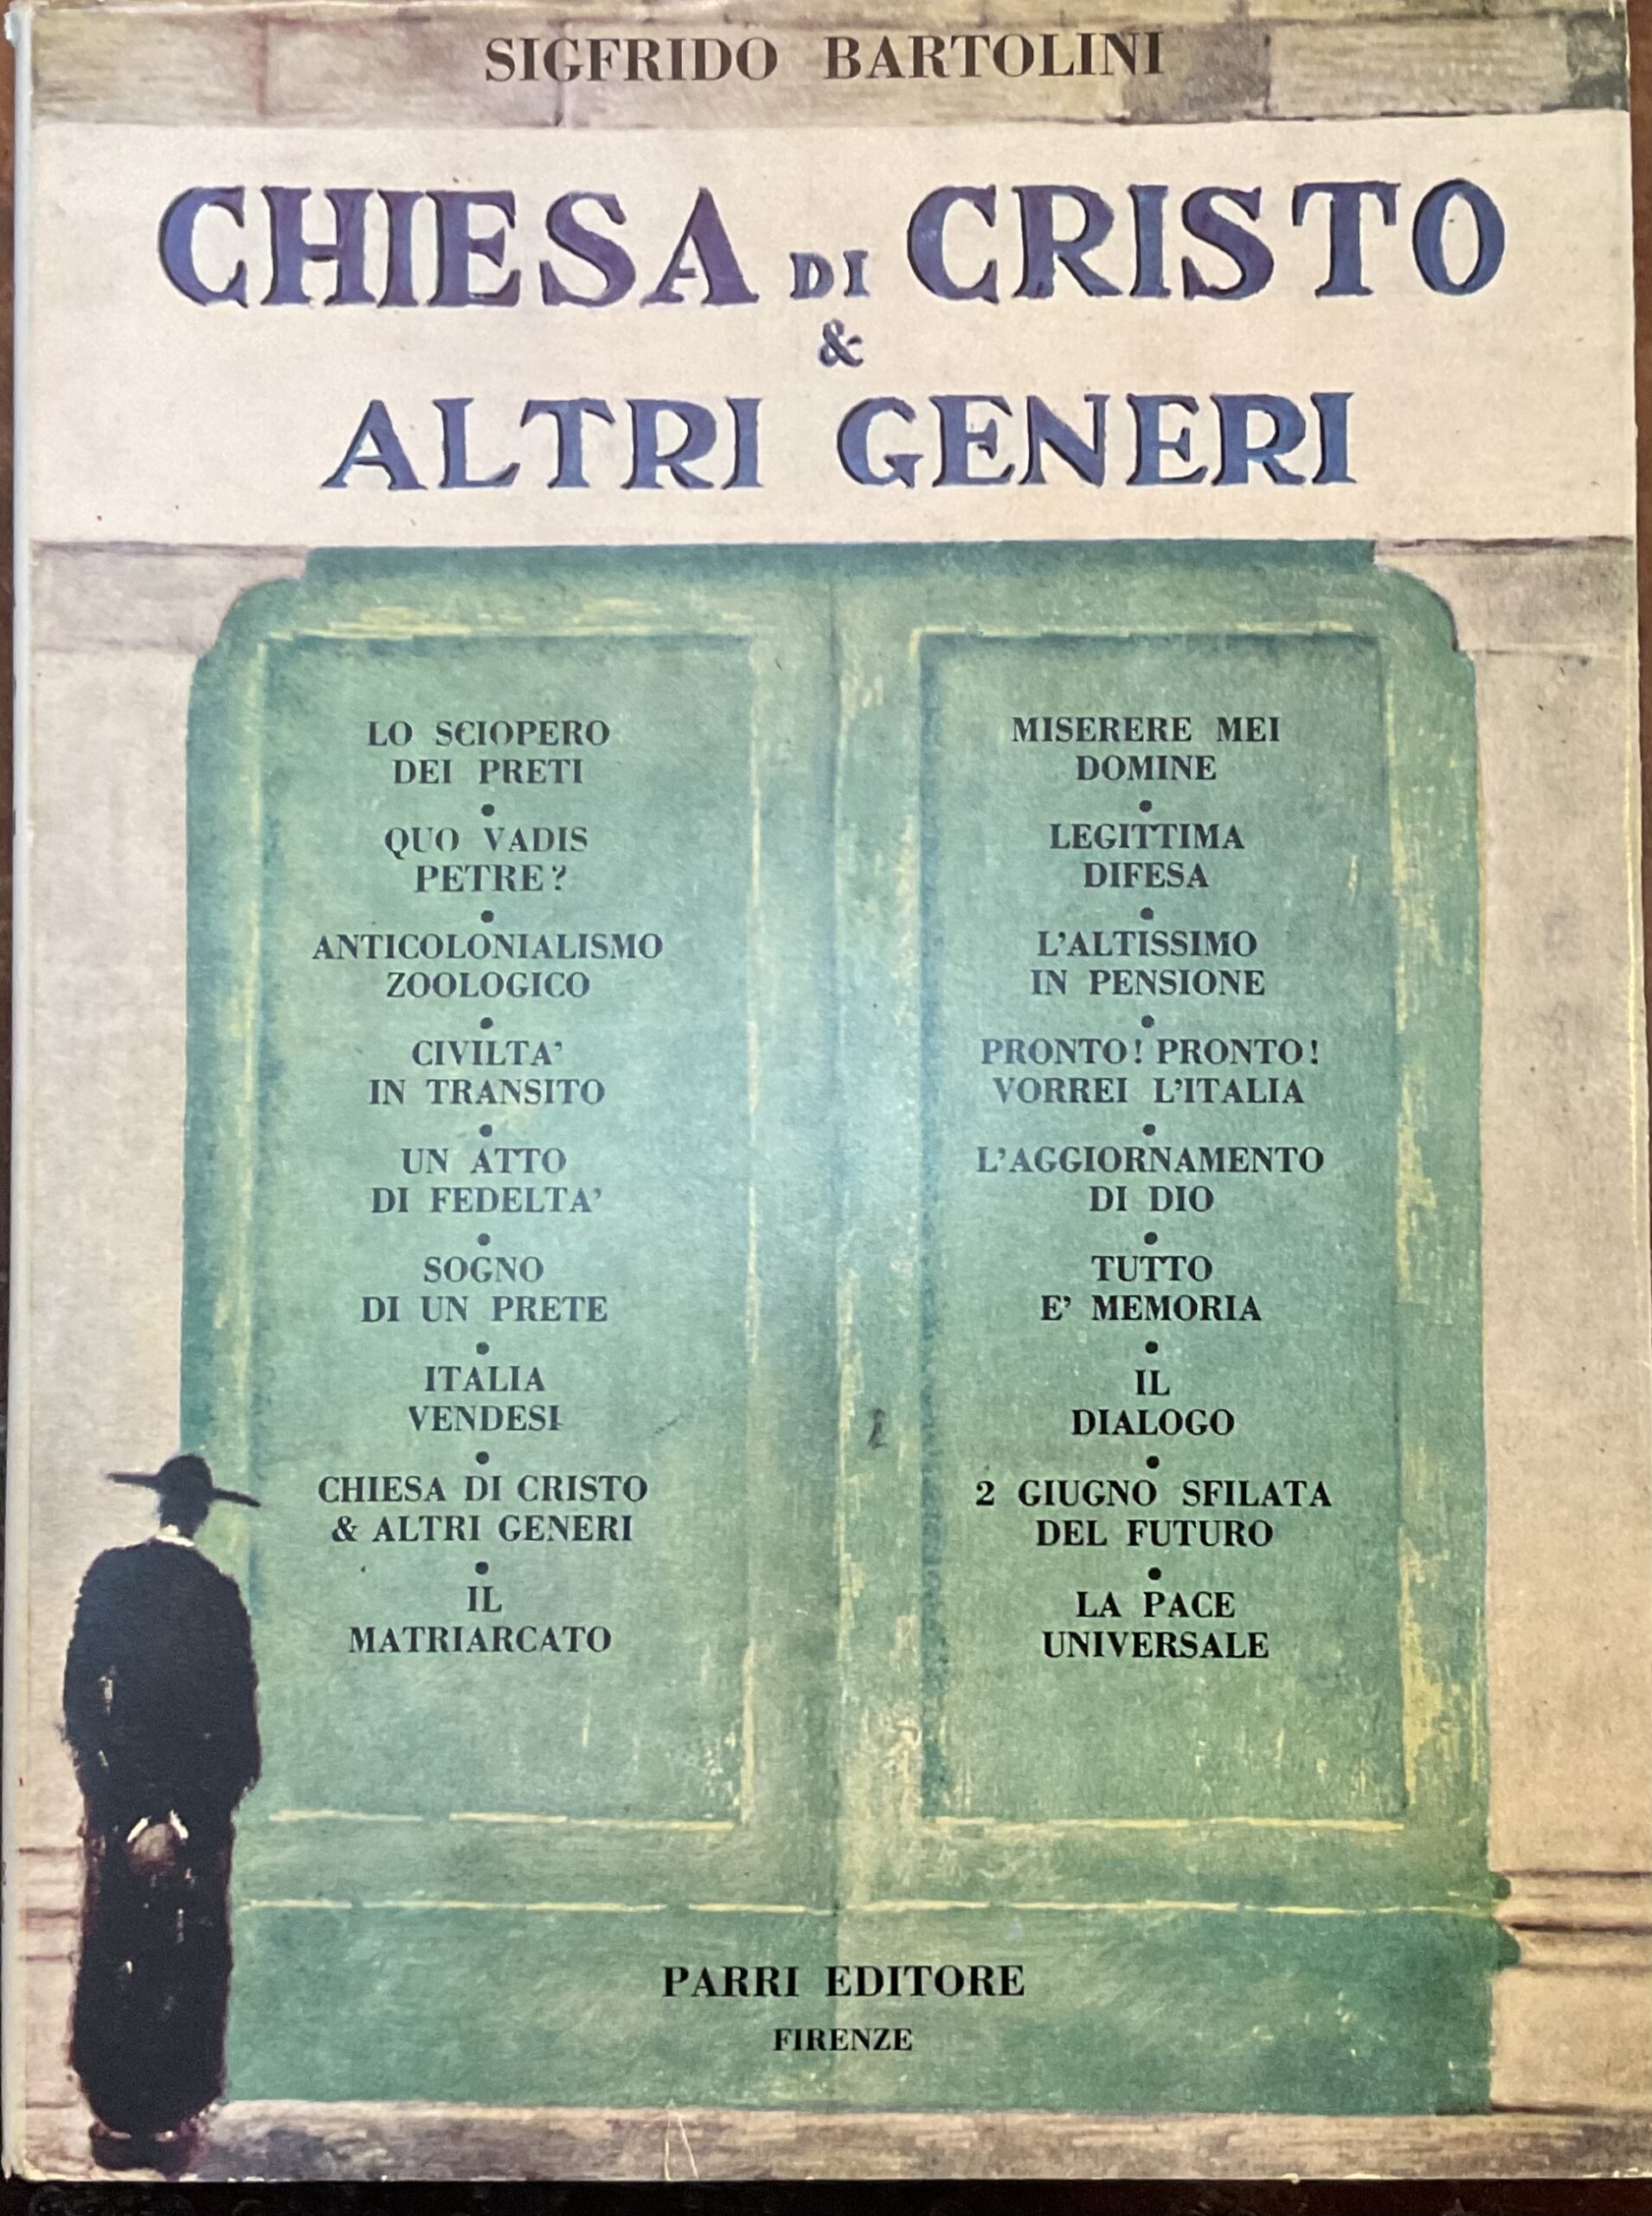 SIGFRIDO BARTOLINI
CHIESA DI CRISTO
&
ALTRI GENERI
LO SCIOPERO
DEI PRETI
•
QUO VADIS
PETRE?
•
ANTICOLONIALISMO
ZOOLOGICO
•
CIVILTA'
IN TRANSITO
•
UN ATTO
DI FEDELTA'
•
SOGNO
DI UN PRETE
•
ITALIA
VENDESI
•
CHIESA DI CRISTO
& ALTRI GENERI
•
IL
MATRIARCATO
MISERERE MEI
DOMINE
•
LEGITTIMA
DIFESA
•
L'ALTISSIMO
IN PENSIONE
•
PRONTO! PRONTO!
VORREI L'ITALIA
•
L'AGGIORNAMENTO
DI DIO
•
TUTTO
E' MEMORIA
•
IL
DIALOGO
•
2 GIUGNO SFILATA
DEL FUTURO
•
LA PACE
UNIVERSALE
PARRI EDITORE
FIRENZE